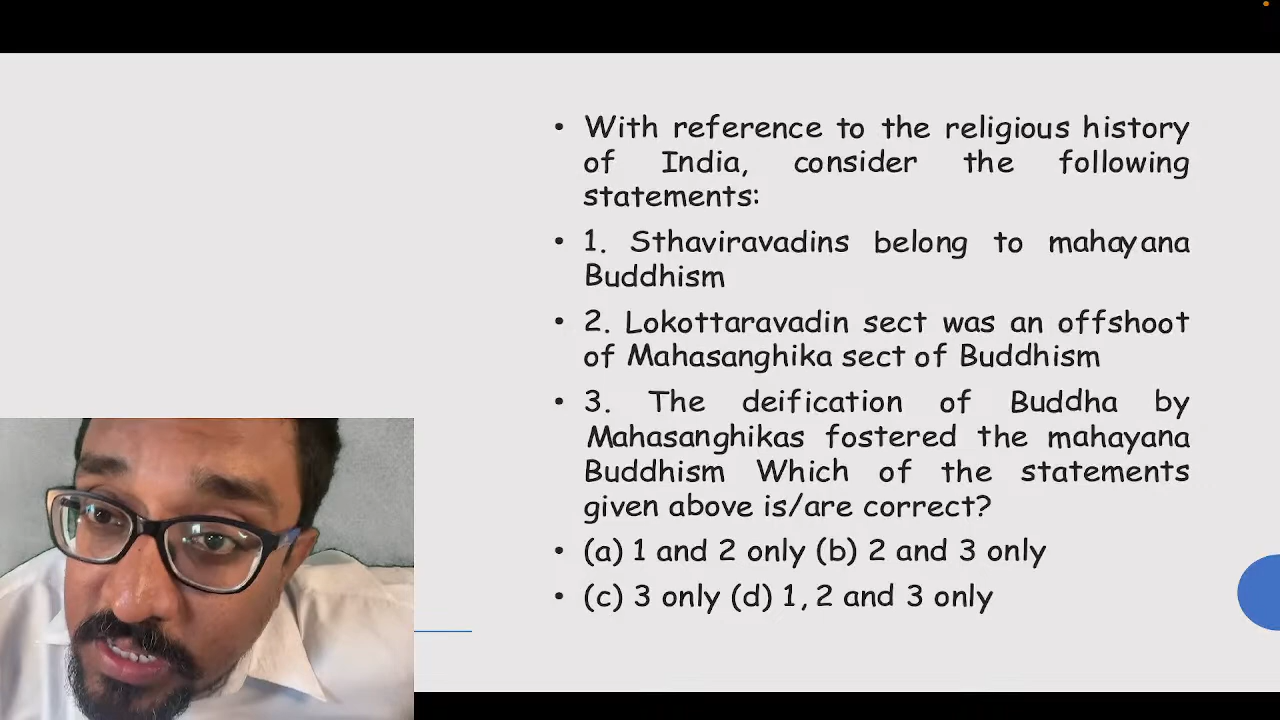 • With reference to the religious history
of India, consider the following
statements:
• 1. Sthaviravadins belong to mahayana
Buddhism
• 2. Lokottaravadin sect was an offshoot
of Mahasanghika sect of Buddhism
• 3. The deification of Buddha by
Mahasanghikas fostered the mahayana
Buddhism Which of the statements
given above is/are correct?
• (a) 1 and 2 only (b) 2 and 3 only
• (c) 3 only (d) 1, 2 and 3 only